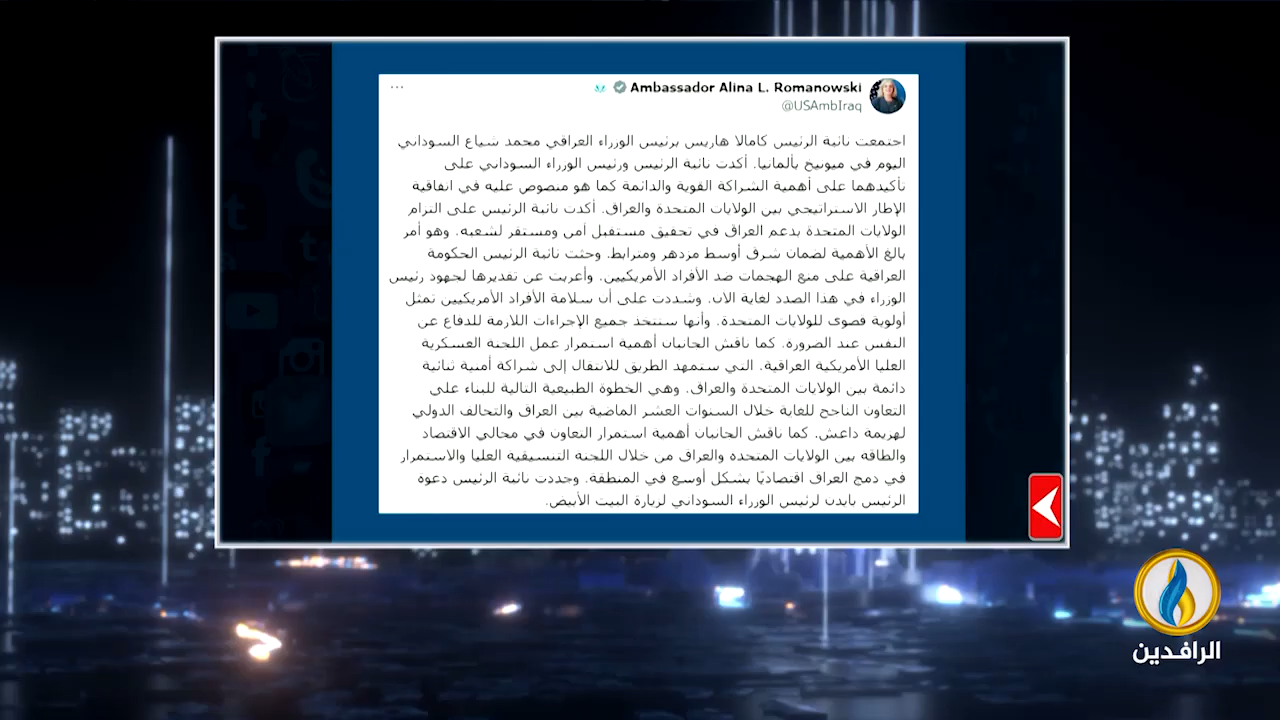 Ambassador Alina L. Romanowski
@USAmbIraq
اجتمعت نائبة الرئيس كامالا هاريس برئيس الوزراء العراقي محمد شياع السوداني
اليوم في ميونيخ بألمانيا. أكدت نائبة الرئيس ورئيس الوزراء السوداني على
تأكيدهما على أهمية الشراكة القوية والدائمة كما هو منصوص عليه في اتفاقية
الإطار الاستراتيجي بين الولايات المتحدة والعراق. أكدت نائبة الرئيس على التزام
الولايات المتحدة بدعم العراق في تحقيق مستقبل آمن ومستقر لشعبه. وهو أمر
بالغ الأهمية لضمان شرق أوسط مزدهر ومترابط. وحثت نائبة الرئيس الحكومة
العراقية على منع الهجمات ضد الأفراد الأمريكيين. وأعربت عن تقديرها لجهود رئيس
الوزراء في هذا الصدد لغاية الان. وشددت على أن سلامة الأفراد الأمريكيين تمثل
أولوية قصوى للولايات المتحدة. وأنها ستتخذ جميع الإجراءات اللازمة للدفاع عن
النفس عند الضرورة. كما ناقش الجانبان أهمية استمرار عمل اللجنة العسكرية
العليا الأمريكية العراقية. التي ستمهد الطريق للانتقال إلى شراكة أمنية ثنائية
دائمة بين الولايات المتحدة والعراق. وهي الخطوة الطبيعية التالية للبناء على
التعاون الناجح للغاية خلال السنوات العشر الماضية بين العراق والتحالف الدولي
لهزيمة داعش. كما ناقش الجانبان أهمية استمرار التعاون في مجالي الاقتصاد
والطاقة بين الولايات المتحدة والعراق من خلال اللجنة التنسيقية العليا والاستمرار
في دمج العراق اقتصاديًا بشكل أوسع في المنطقة. وجددت نائبة الرئيس دعوة
الرئيس بايدن لرئيس الوزراء السوداني لزيارة البيت الأبيض.
الرافدين